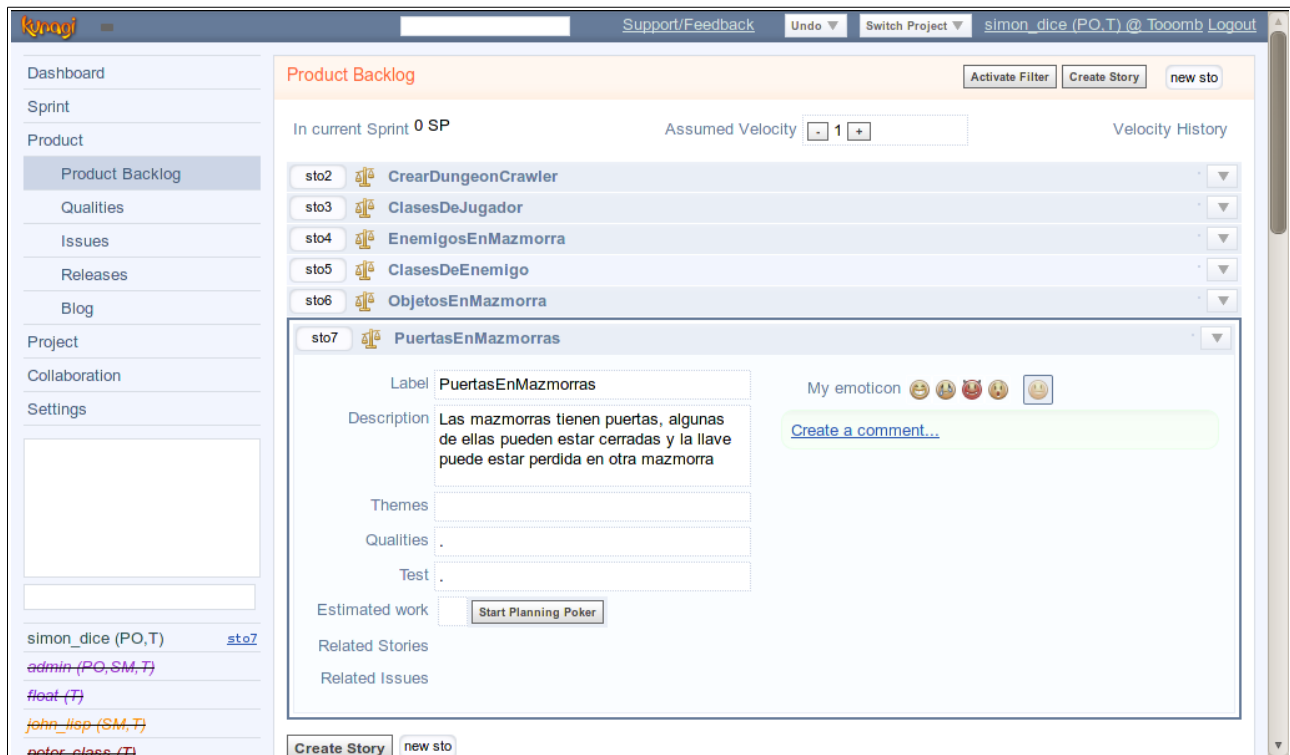 kunagi
Support/Feedback Undo Switch Project simon_dice (PO,T) @ Tooomb Logout
Dashboard
Sprint
Product
Product Backlog
Qualities
Issues
Releases
Blog
Project
Collaboration
Settings
simon_dice (PO,T) sto7
admin (PO,SM,T)
float (T)
john_lisp (SM,T)
peter_class (T)
Product Backlog Activate Filter Create Story new sto
In current Sprint 0 SP Assumed Velocity - 1 + Velocity History
sto2 CrearDungeonCrawler
sto3 ClasesDeJugador
sto4 EnemigosEnMazmorra
sto5 ClasesDeEnemigo
sto6 ObjetosEnMazmorra
sto7 PuertasEnMazmorras
Label PuertasEnMazmorras
Description Las mazmorras tienen puertas, algunas
de ellas pueden estar cerradas y la llave
puede estar perdida en otra mazmorra
Themes
Qualities .
Test .
Estimated work Start Planning Poker
Related Stories
Related Issues
My emoticon
Create a comment...
Create Story new sto